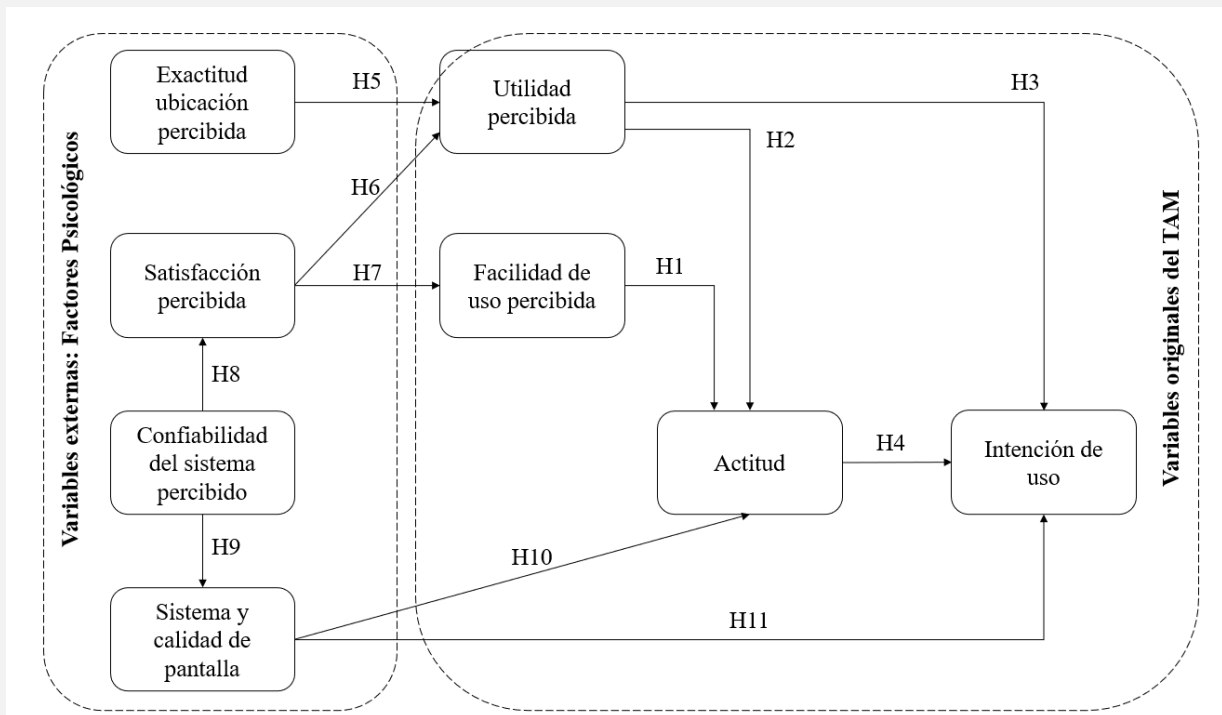 Variables externas: Factores Psicológicos
Exactitud
ubicación
percibida
H5
Utilidad
percibida
H3
H2
H6
Satisfacción
percibida
H7
Facilidad de
uso percibida
H1
H8
Confiabilidad
del sistema
percibido
Actitud
H4
Intención de
uso
H9
H10
Sistema y
calidad de
pantalla
H11
Variables originales del TAM